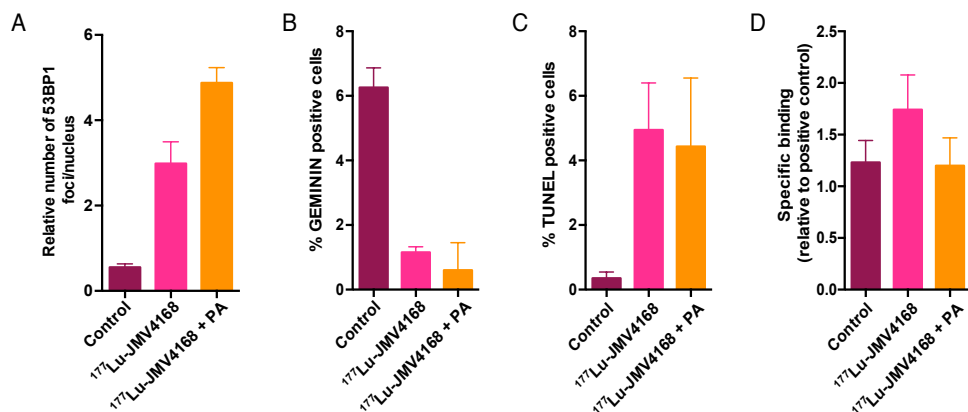 A
Relative number of 53BP1
foci/nucleus
6
4
2
0
Control
¹⁷⁷Lu-JMV4168
¹⁷⁷Lu-JMV4168 + PA
B
% GEMININ positive cells
8
6
4
2
0
Control
¹⁷⁷Lu-JMV4168
¹⁷⁷Lu-JMV4168 + PA
C
% TUNEL positive cells
8
6
4
2
0
Control
¹⁷⁷Lu-JMV4168
¹⁷⁷Lu-JMV4168 + PA
D
Specific binding
(relative to positive control)
2.5
2.0
1.5
1.0
0.5
0.0
Control
¹⁷⁷Lu-JMV4168
¹⁷⁷Lu-JMV4168 + PA